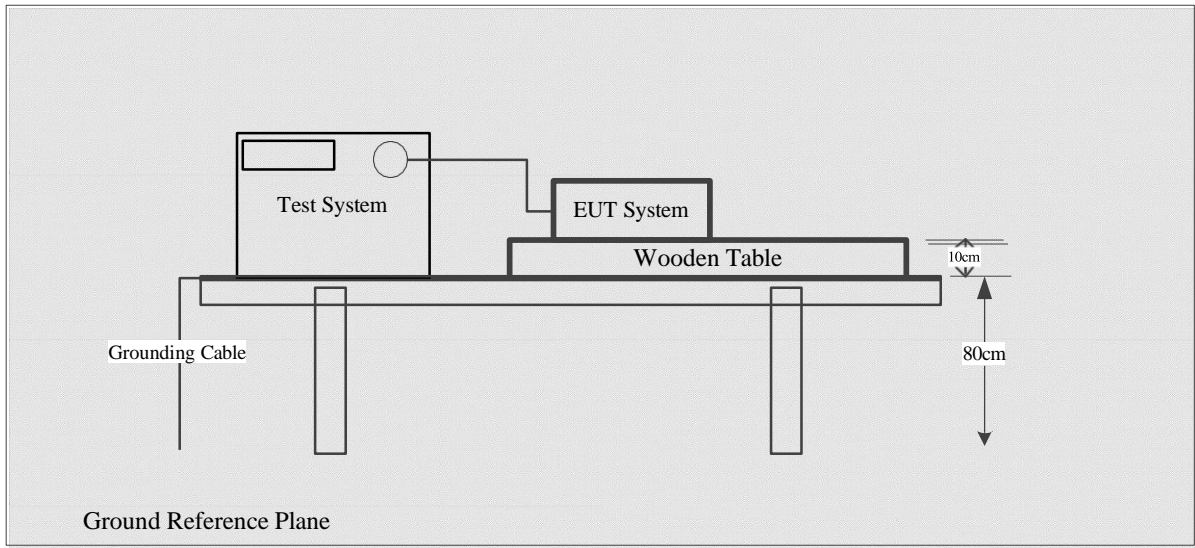 Test System
EUT System
Wooden Table
10cm
Grounding Cable
80cm
Ground Reference Plane